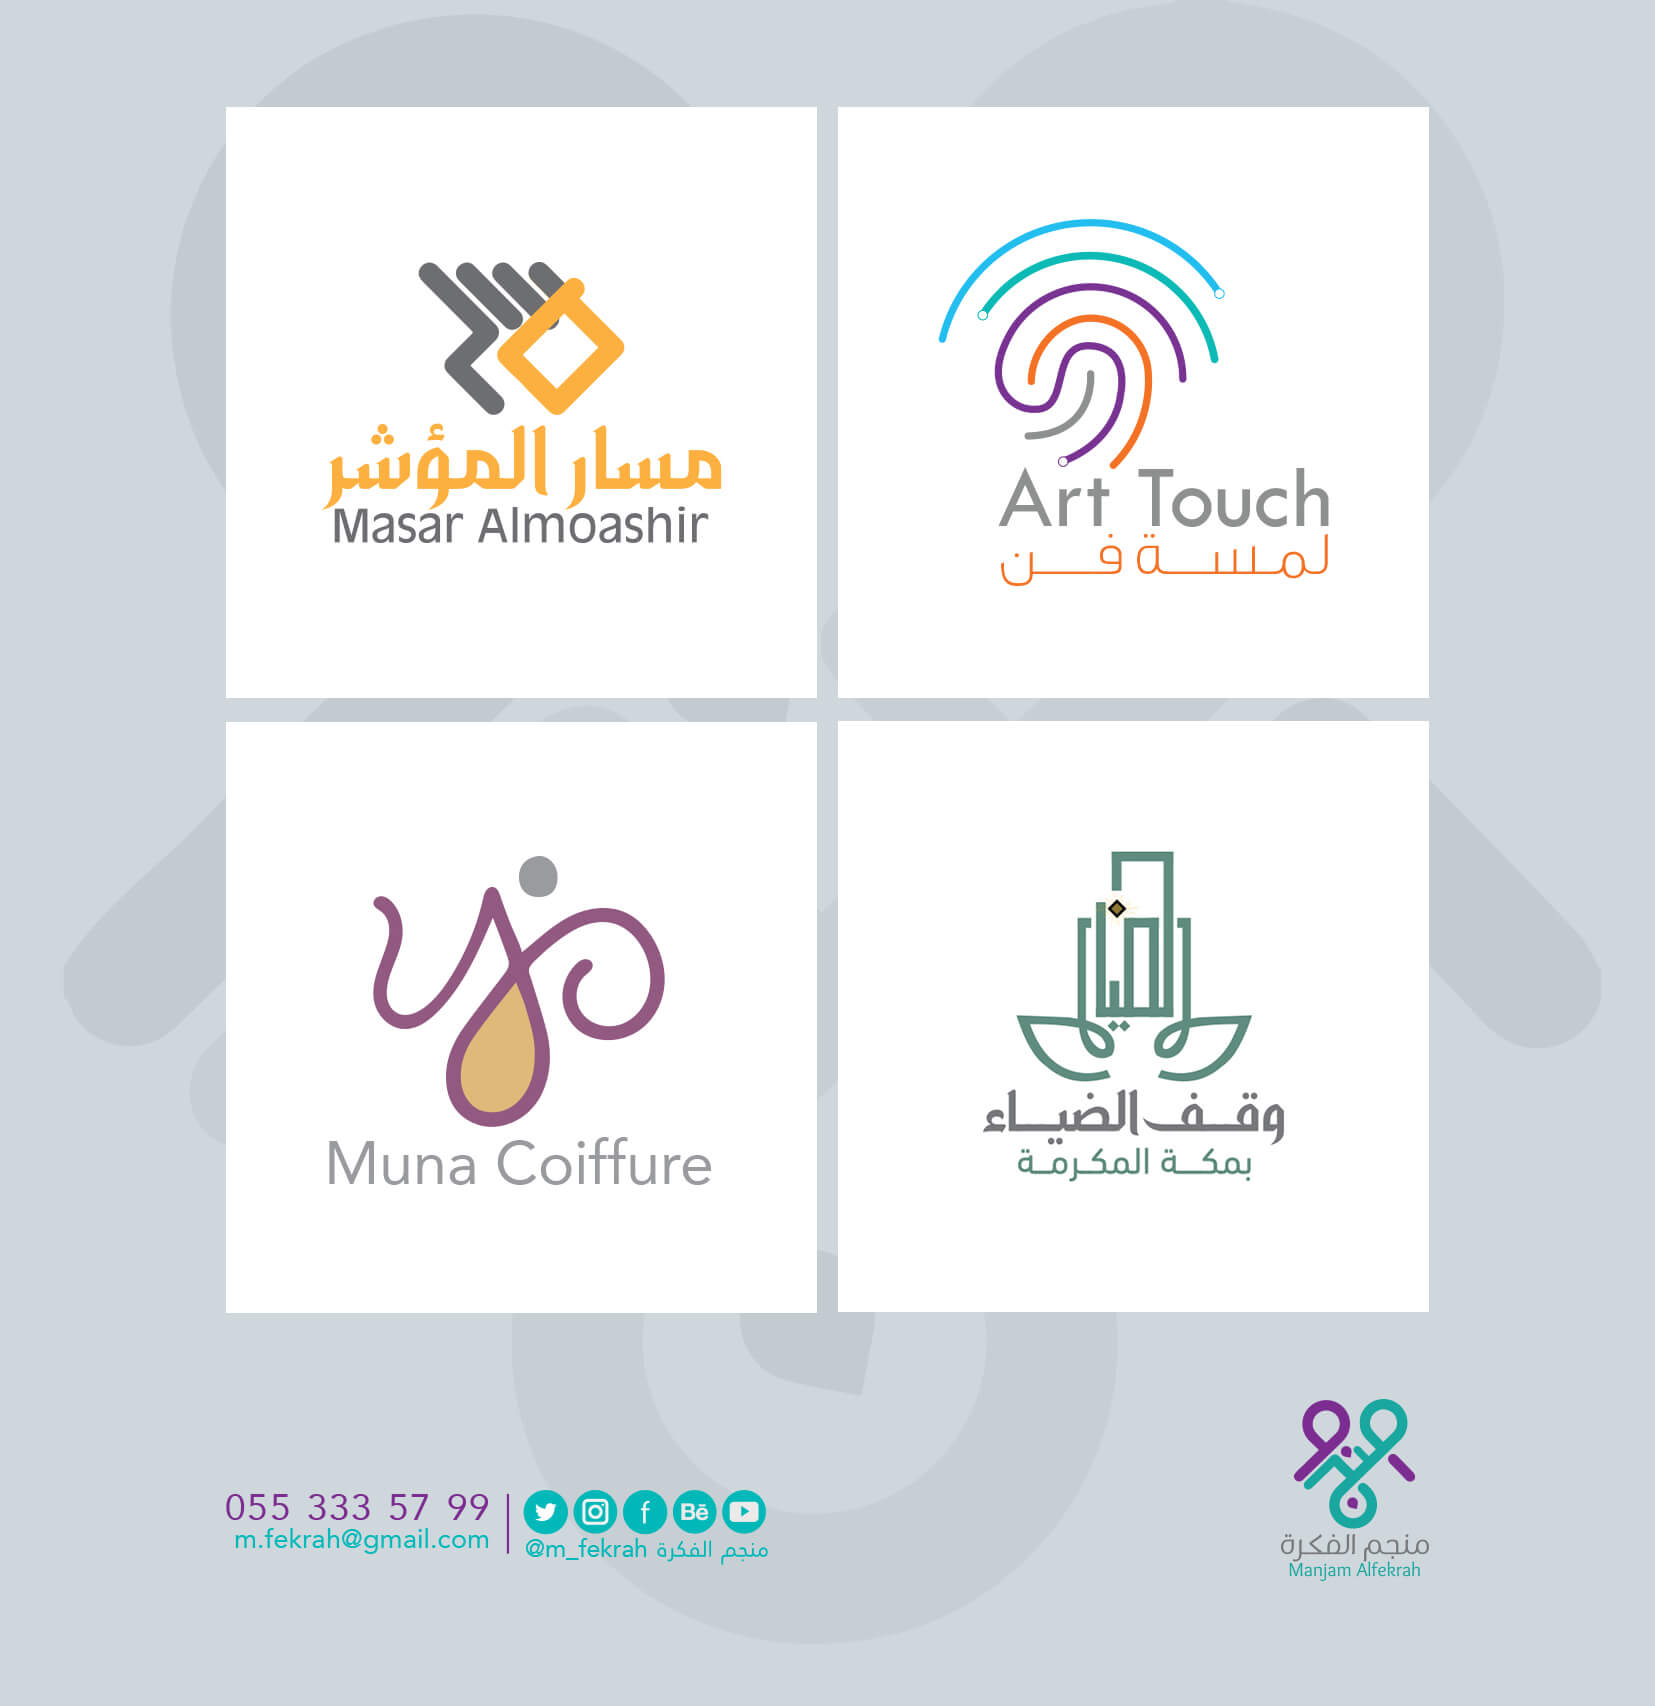 مسار المؤشر
Masar Almoashir
Art Touch
لمسة فن
Muna Coiffure
وقف الضياء
بمكة المكرمة
055 333 57 99
m.fekrah@gmail.com
@m_fekrah منجم الفكرة
منجم الفكرة
Manjam Alfekrah